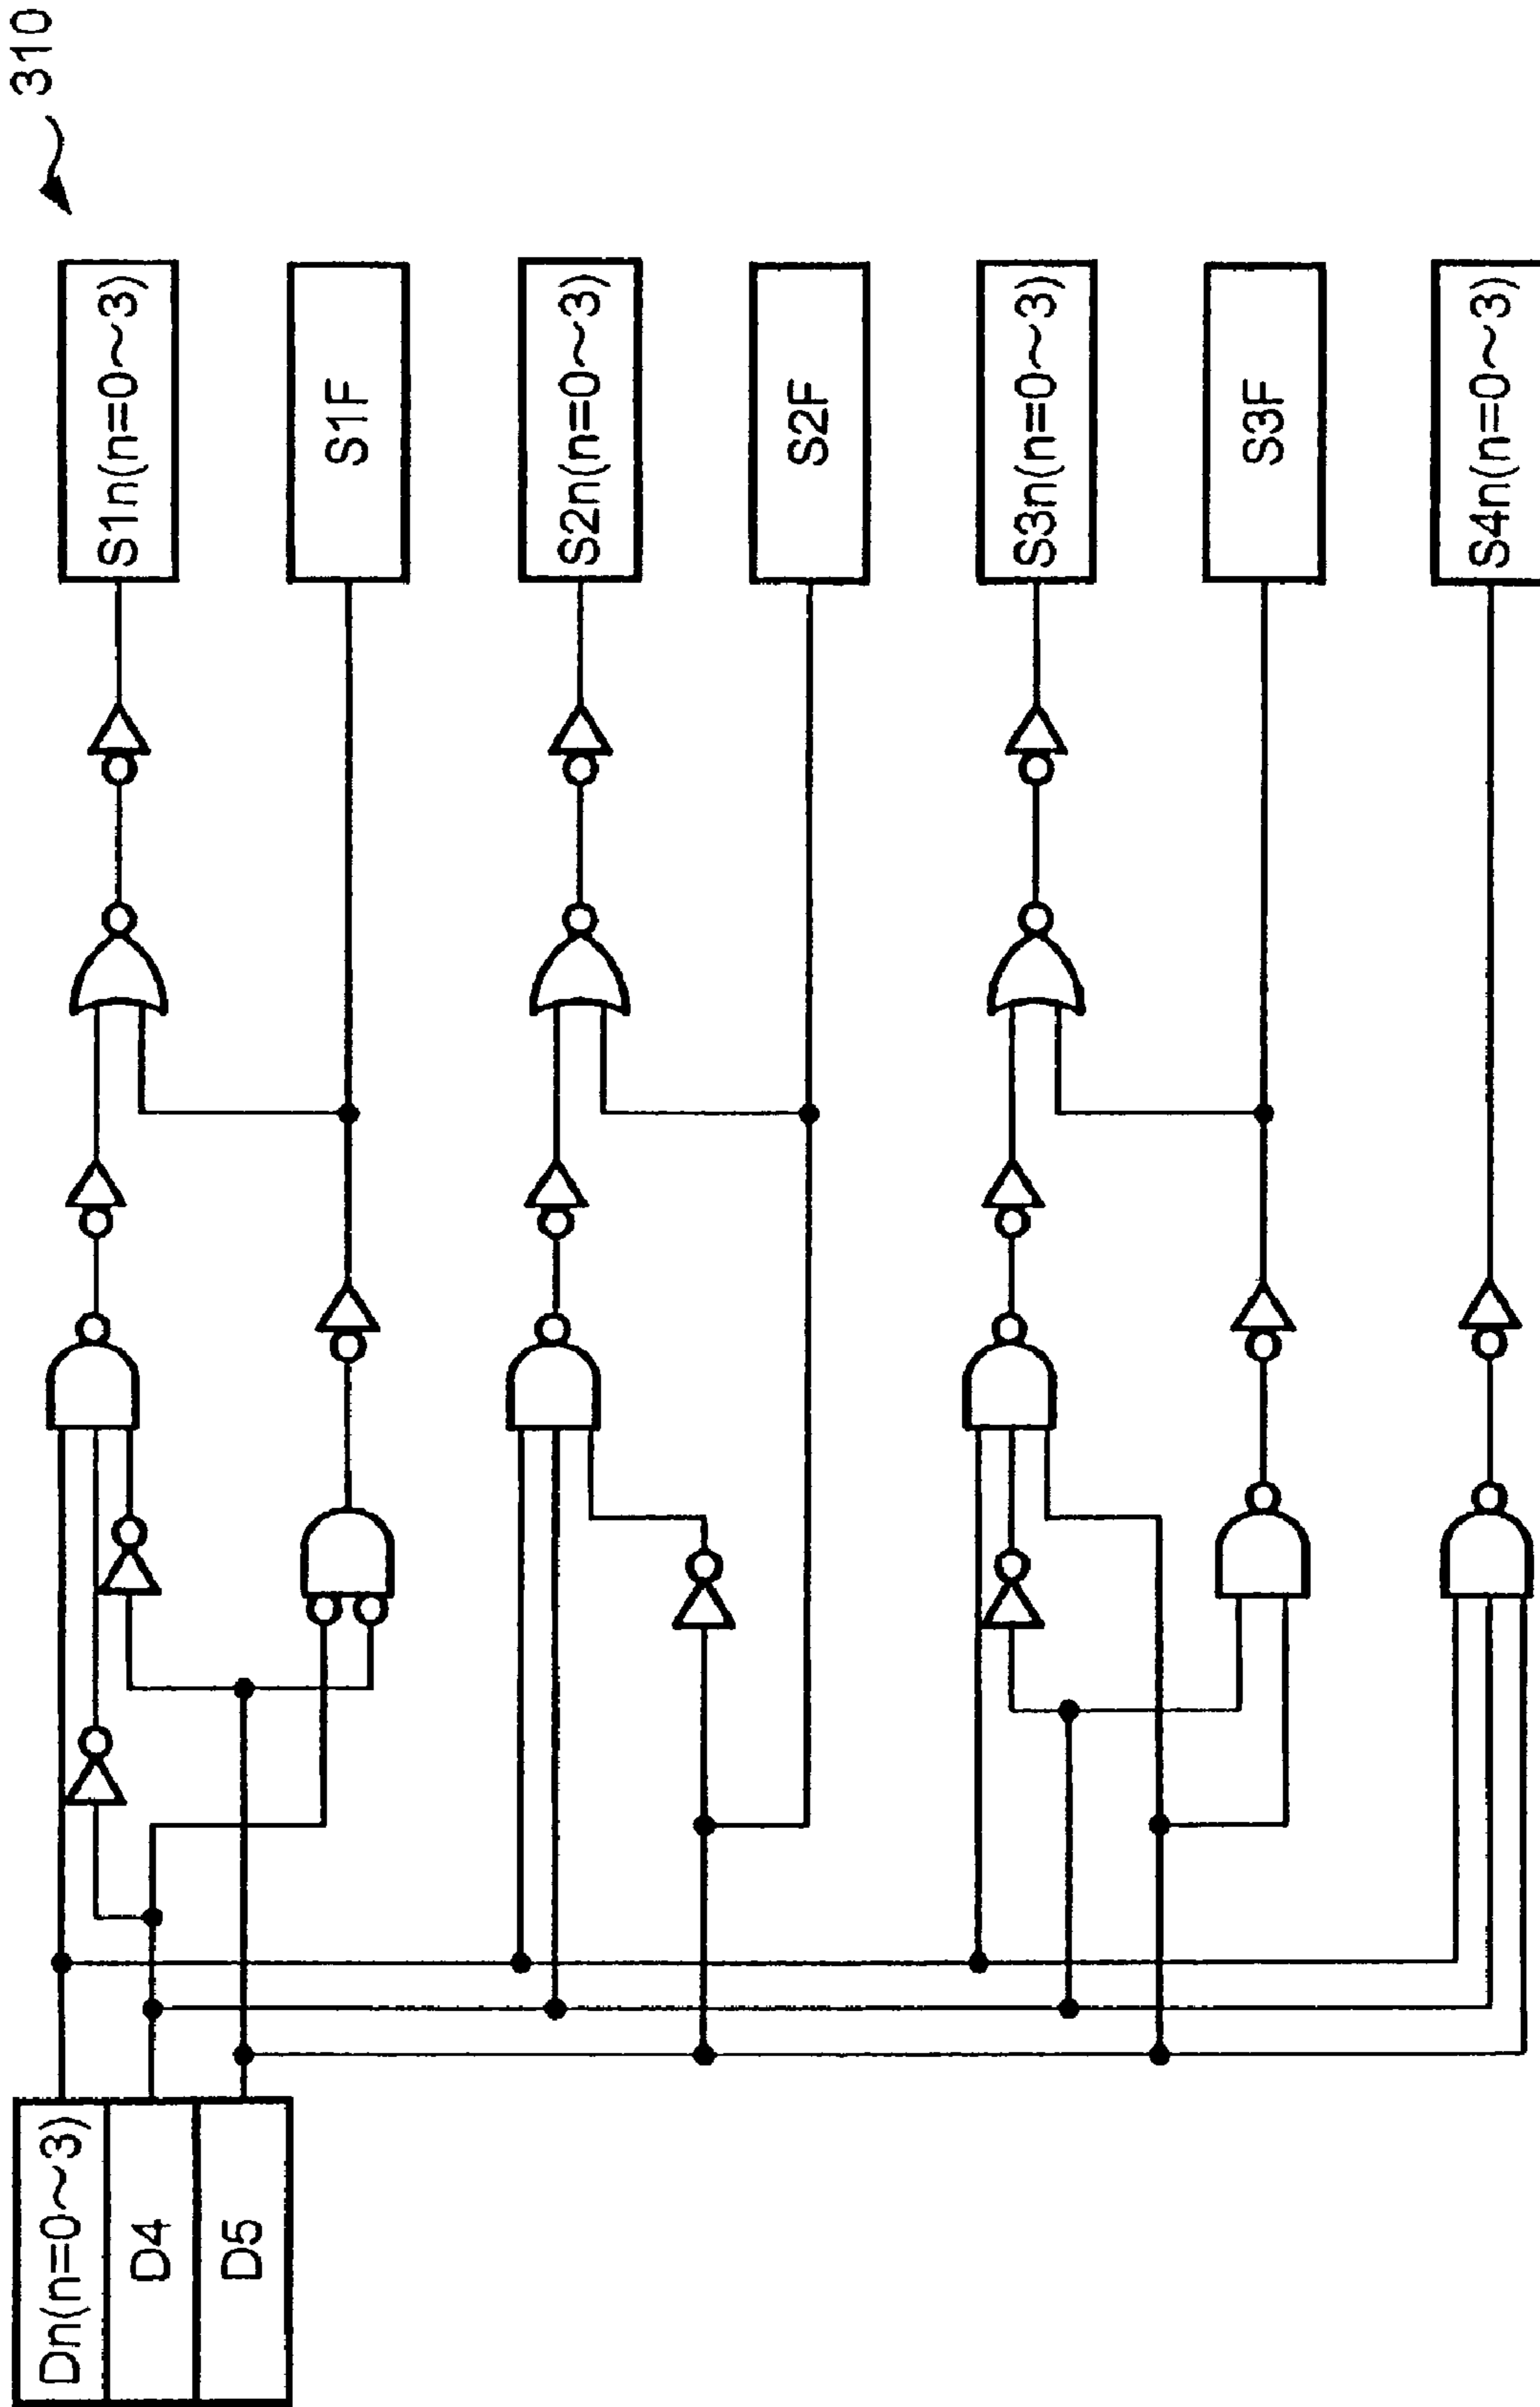 310
Dn(n=0~3)
D4
D5
S1n(n=0~3)
S1F
S2n(n=0~3)
S2F
S3n(n=0~3)
S3F
S4n(n=0~3)